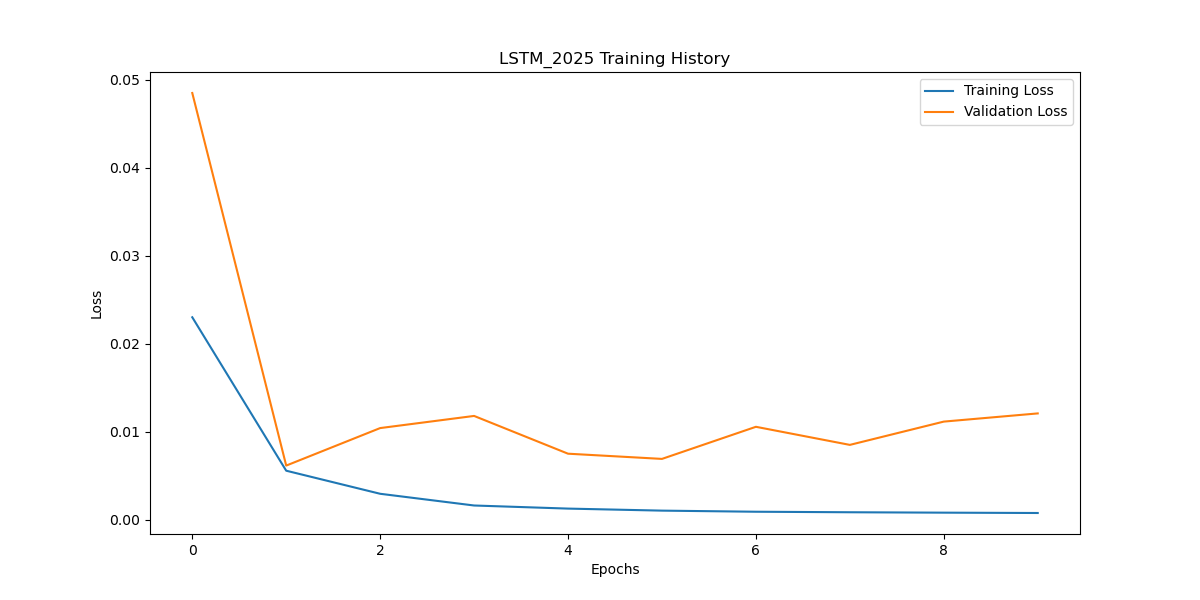 LSTM_2025 Training History
Training Loss
Validation Loss
0.05
0.04
0.03
0.02
0.01
0.00
Loss
0 2 4 6 8
Epochs